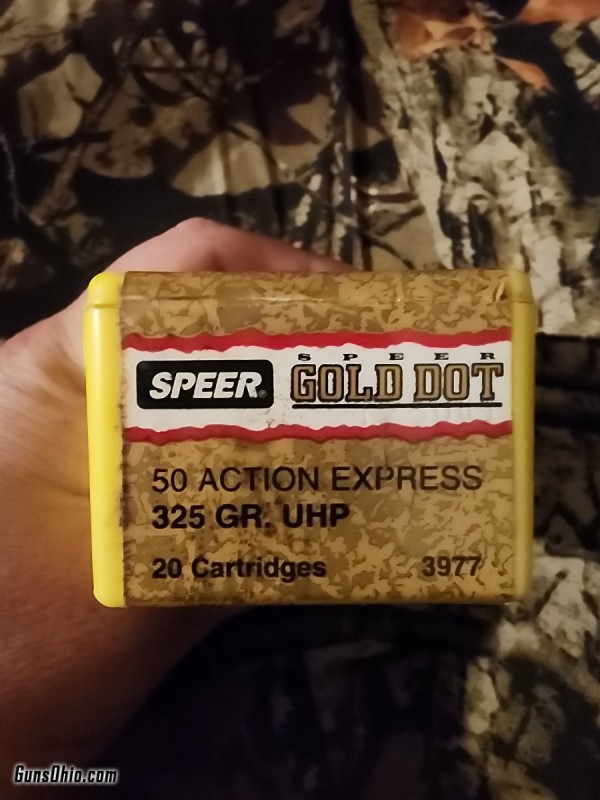 SPEER®
SPEER
GOLD DOT
50 ACTION EXPRESS
325 GR. UHP
20 Cartridges 3977
GunsOhio.com